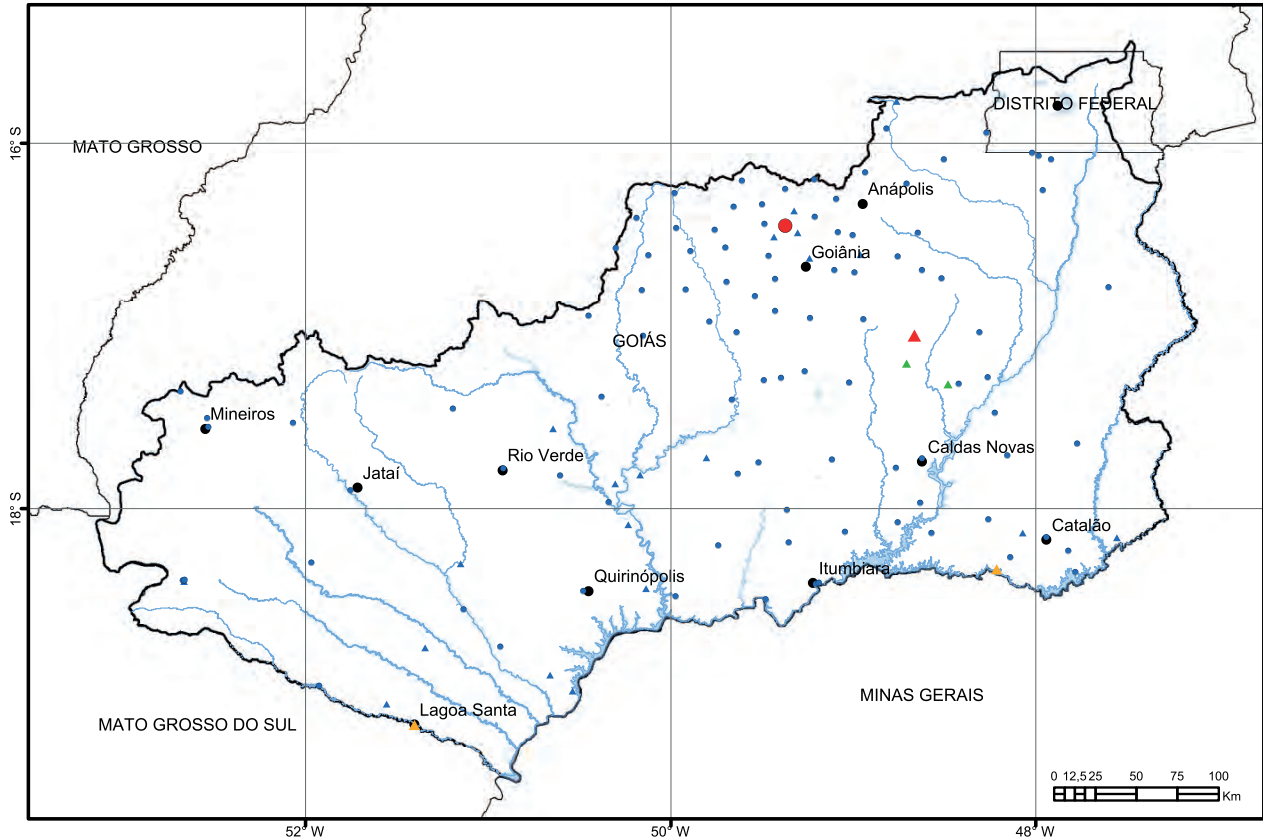 DISTRITO FEDERAL
16°S
MATO GROSSO
Anápolis
Goiânia
GOIÁS
Mineiros
Caldas Novas
Rio Verde
Jataí
18°S
Catalão
Itumbiara
Quirinópolis
MINAS GERAIS
Lagoa Santa
MATO GROSSO DO SUL
0 12,5 25 50 75 100
Km
52°W 50°W 48°W